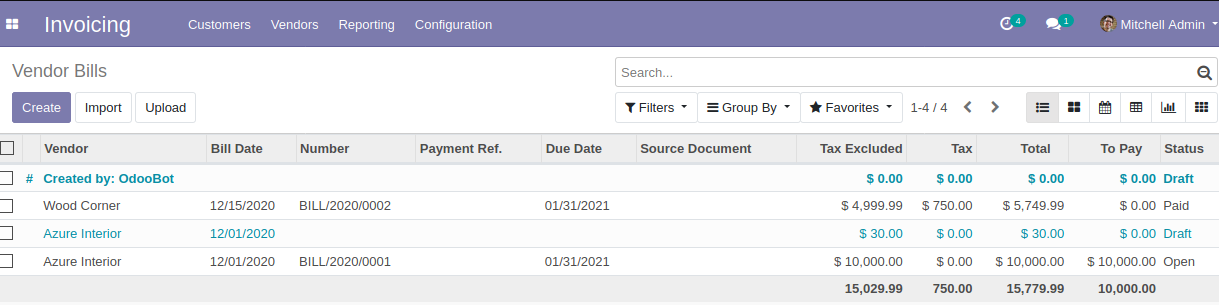 Invoicing Customers Vendors Reporting Configuration 4 1 Mitchell Admin
Vendor Bills Search...
Create Import Upload Filters Group By Favorites 1-4 / 4
Vendor Bill Date Number Payment Ref. Due Date Source Document Tax Excluded Tax Total To Pay Status
# Created by: OdooBot $ 0.00 $ 0.00 $ 0.00 $ 0.00 Draft
Wood Corner 12/15/2020 BILL/2020/0002 01/31/2021 $ 4,999.99 $ 750.00 $ 5,749.99 $ 0.00 Paid
Azure Interior 12/01/2020 $ 30.00 $ 0.00 $ 30.00 $ 0.00 Draft
Azure Interior 12/01/2020 BILL/2020/0001 01/31/2021 $ 10,000.00 $ 0.00 $ 10,000.00 $ 10,000.00 Open
15,029.99 750.00 15,779.99 10,000.00